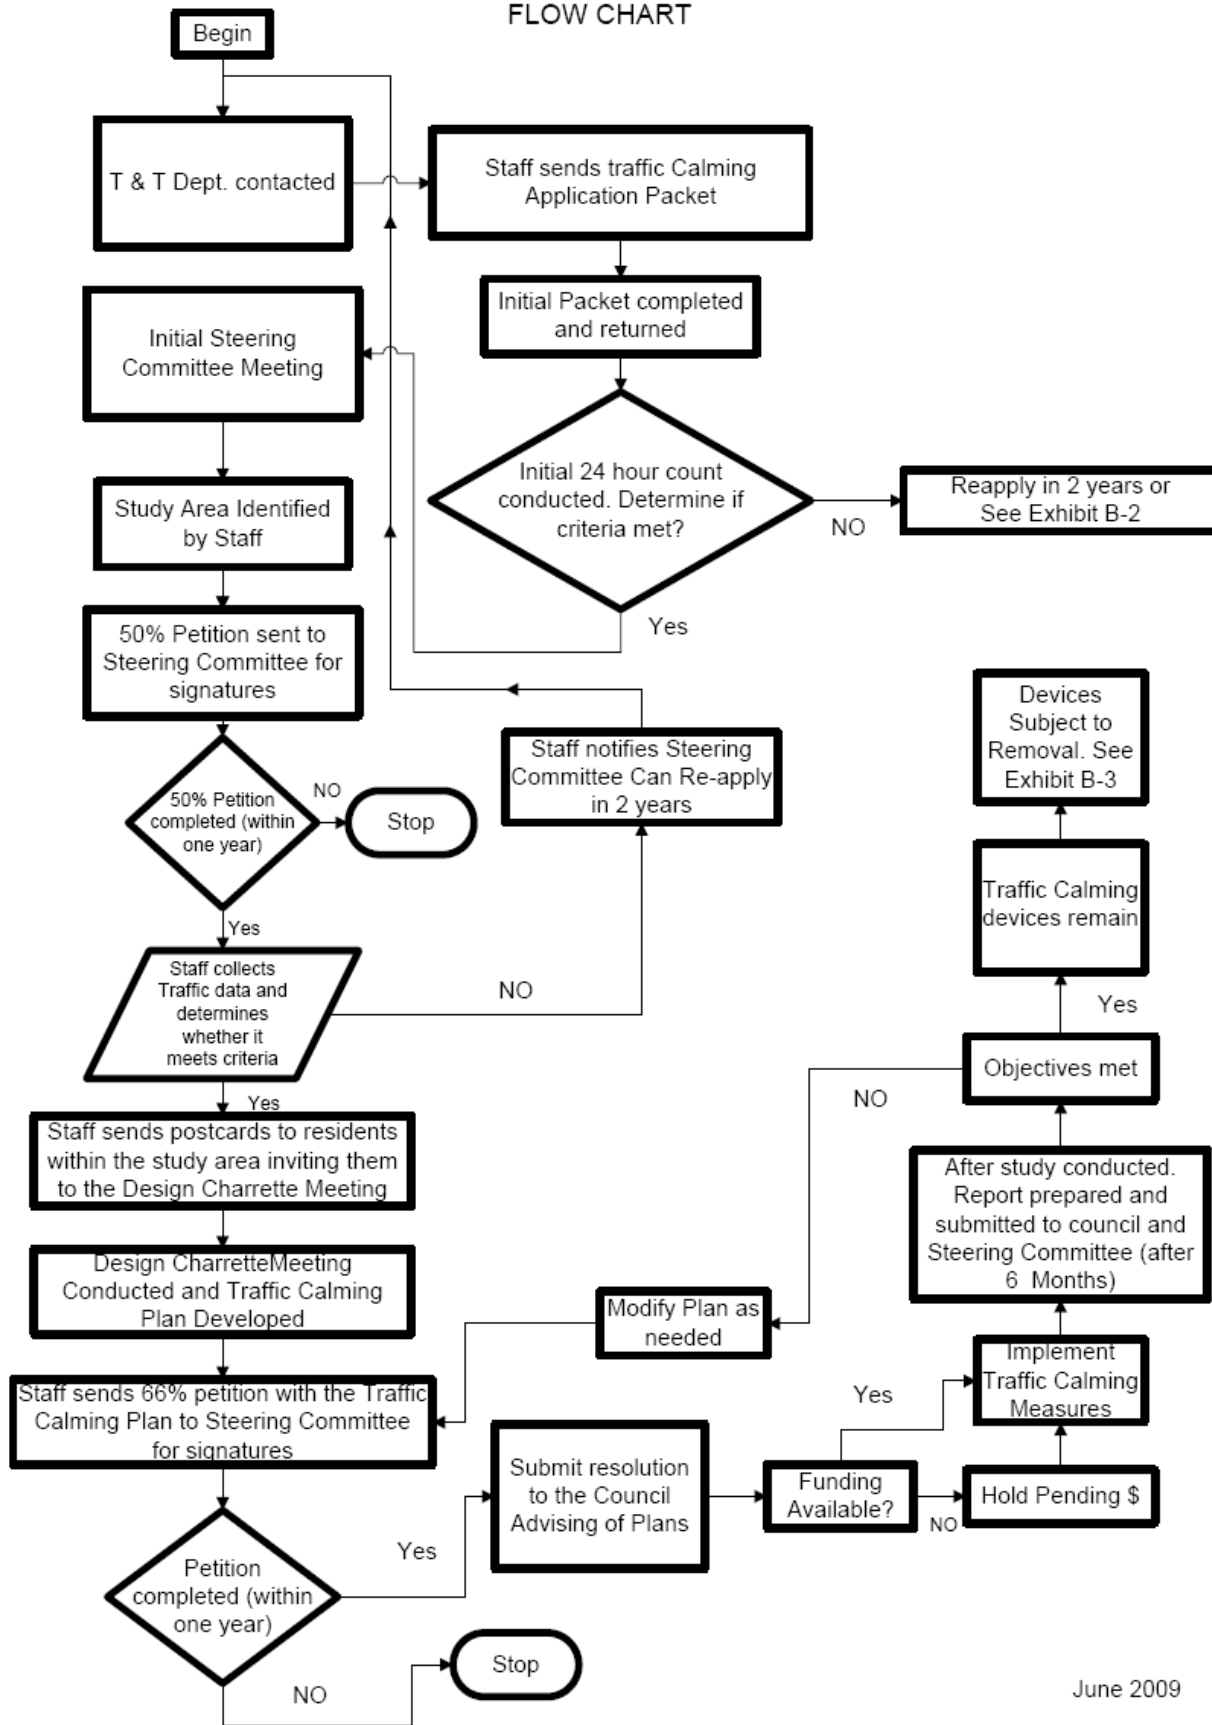 FLOW CHART
Begin
T & T Dept. contacted
Staff sends traffic Calming
Application Packet
Initial Packet completed
and returned
Initial Steering
Committee Meeting
Initial 24 hour count
conducted. Determine if
criteria met?
NO
Reapply in 2 years or
See Exhibit B-2
Yes
Study Area Identified
by Staff
50% Petition sent to
Steering Committee for
signatures
50% Petition
completed (within
one year)
NO
Stop
Yes
Staff notifies Steering
Committee Can Re-apply
in 2 years
Staff collects
Traffic data and
determines
whether it
meets criteria
NO
Yes
Staff sends postcards to residents
within the study area inviting them
to the Design Charrette Meeting
Design CharretteMeeting
Conducted and Traffic Calming
Plan Developed
Staff sends 66% petition with the Traffic
Calming Plan to Steering Committee
for signatures
Petition
completed (within
one year)
Yes
NO
Stop
Submit resolution
to the Council
Advising of Plans
Funding
Available?
Yes
NO
Hold Pending $
Implement
Traffic Calming
Measures
After study conducted.
Report prepared and
submitted to council and
Steering Committee (after
6 Months)
Objectives met
NO
Modify Plan as
needed
Yes
Traffic Calming
devices remain
Devices
Subject to
Removal. See
Exhibit B-3
June 2009